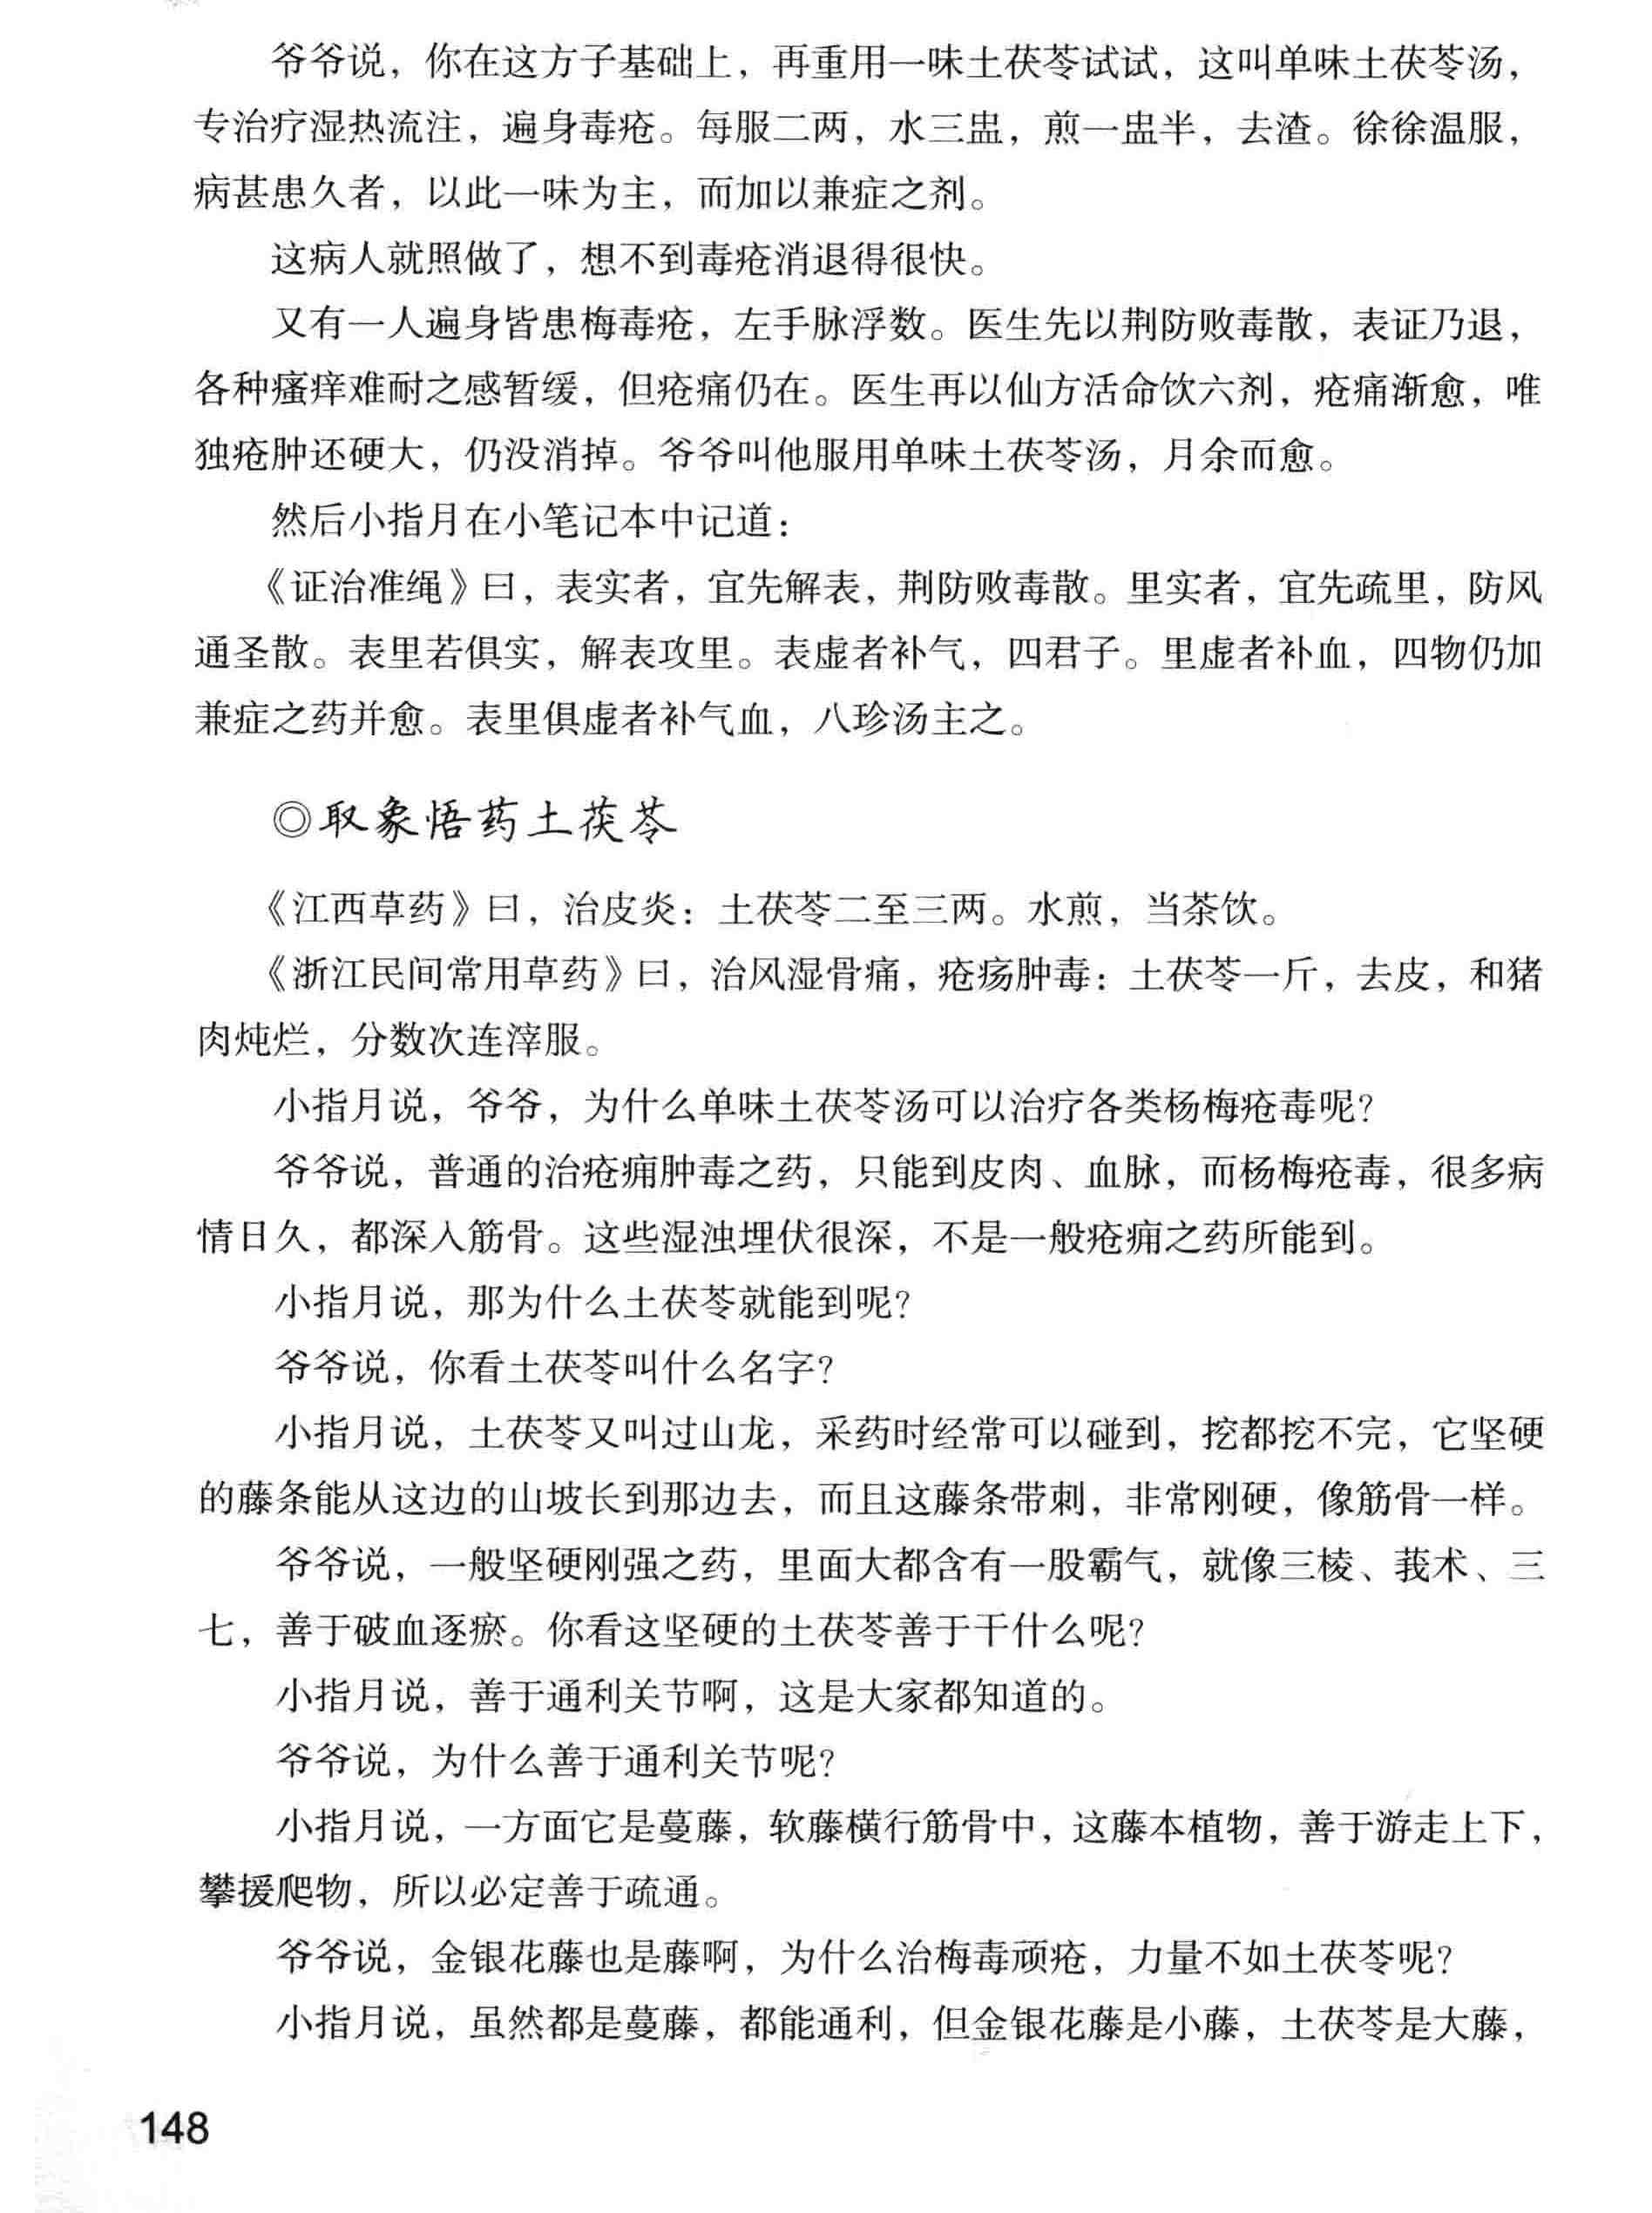 爷爷说，你在这方子基础上，再重用一味土茯苓试试，这叫单味土茯苓汤，
专治疗湿热流注，遍身毒疮。每服二两，水三盅，煎一盅半，去渣。徐徐温服，
病甚患久者，以此一味为主，而加以兼症之剂。
这病人就照做了，想不到毒疮消退得很快。
又有一人遍身皆患梅毒疮，左手脉浮数。医生先以荆防败毒散，表证乃退，
各种瘙痒难耐之感暂缓，但疮痛仍在。医生再以仙方活命饮六剂，疮痛渐愈，唯
独疮肿还硬大，仍没消掉。爷爷叫他服用单味土茯苓汤，月余而愈。
然后小指月在小笔记本中记道：
《证治准绳》曰，表实者，宜先解表，荆防败毒散。里实者，宜先疏里，防风
通圣散。表里若俱实，解表攻里。表虚者补气，四君子。里虚者补血，四物仍加
兼症之药并愈。表里俱虚者补气血，八珍汤主之。
◎取象悟药土茯苓
《江西草药》曰，治皮炎：土茯苓二至三两。水煎，当茶饮。
《浙江民间常用草药》曰，治风湿骨痛，疮疡肿毒：土茯苓一斤，去皮，和猪
肉炖烂，分数次连滓服。
小指月说，爷爷，为什么单味土茯苓汤可以治疗各类杨梅疮毒呢？
爷爷说，普通的治疮痈肿毒之药，只能到皮肉、血脉，而杨梅疮毒，很多病
情日久，都深入筋骨。这些湿浊埋伏很深，不是一般疮痈之药所能到。
小指月说，那为什么土茯苓就能到呢？
爷爷说，你看土茯苓叫什么名字？
小指月说，土茯苓又叫过山龙，采药时经常可以碰到，挖都挖不完，它坚硬
的藤条能从这边的山坡长到那边去，而且这藤条带刺，非常刚硬，像筋骨一样。
爷爷说，一般坚硬刚强之药，里面大都含有一股霸气，就像三棱、莪术、三
七，善于破血逐瘀。你看这坚硬的土茯苓善于干什么呢？
小指月说，善于通利关节啊，这是大家都知道的。
爷爷说，为什么善于通利关节呢？
小指月说，一方面它是蔓藤，软藤横行筋骨中，这藤本植物，善于游走上下，
攀援爬物，所以必定善于疏通。
爷爷说，金银花藤也是藤啊，为什么治梅毒顽疮，力量不如土茯苓呢？
小指月说，虽然都是蔓藤，都能通利，但金银花藤是小藤，土茯苓是大藤，
148